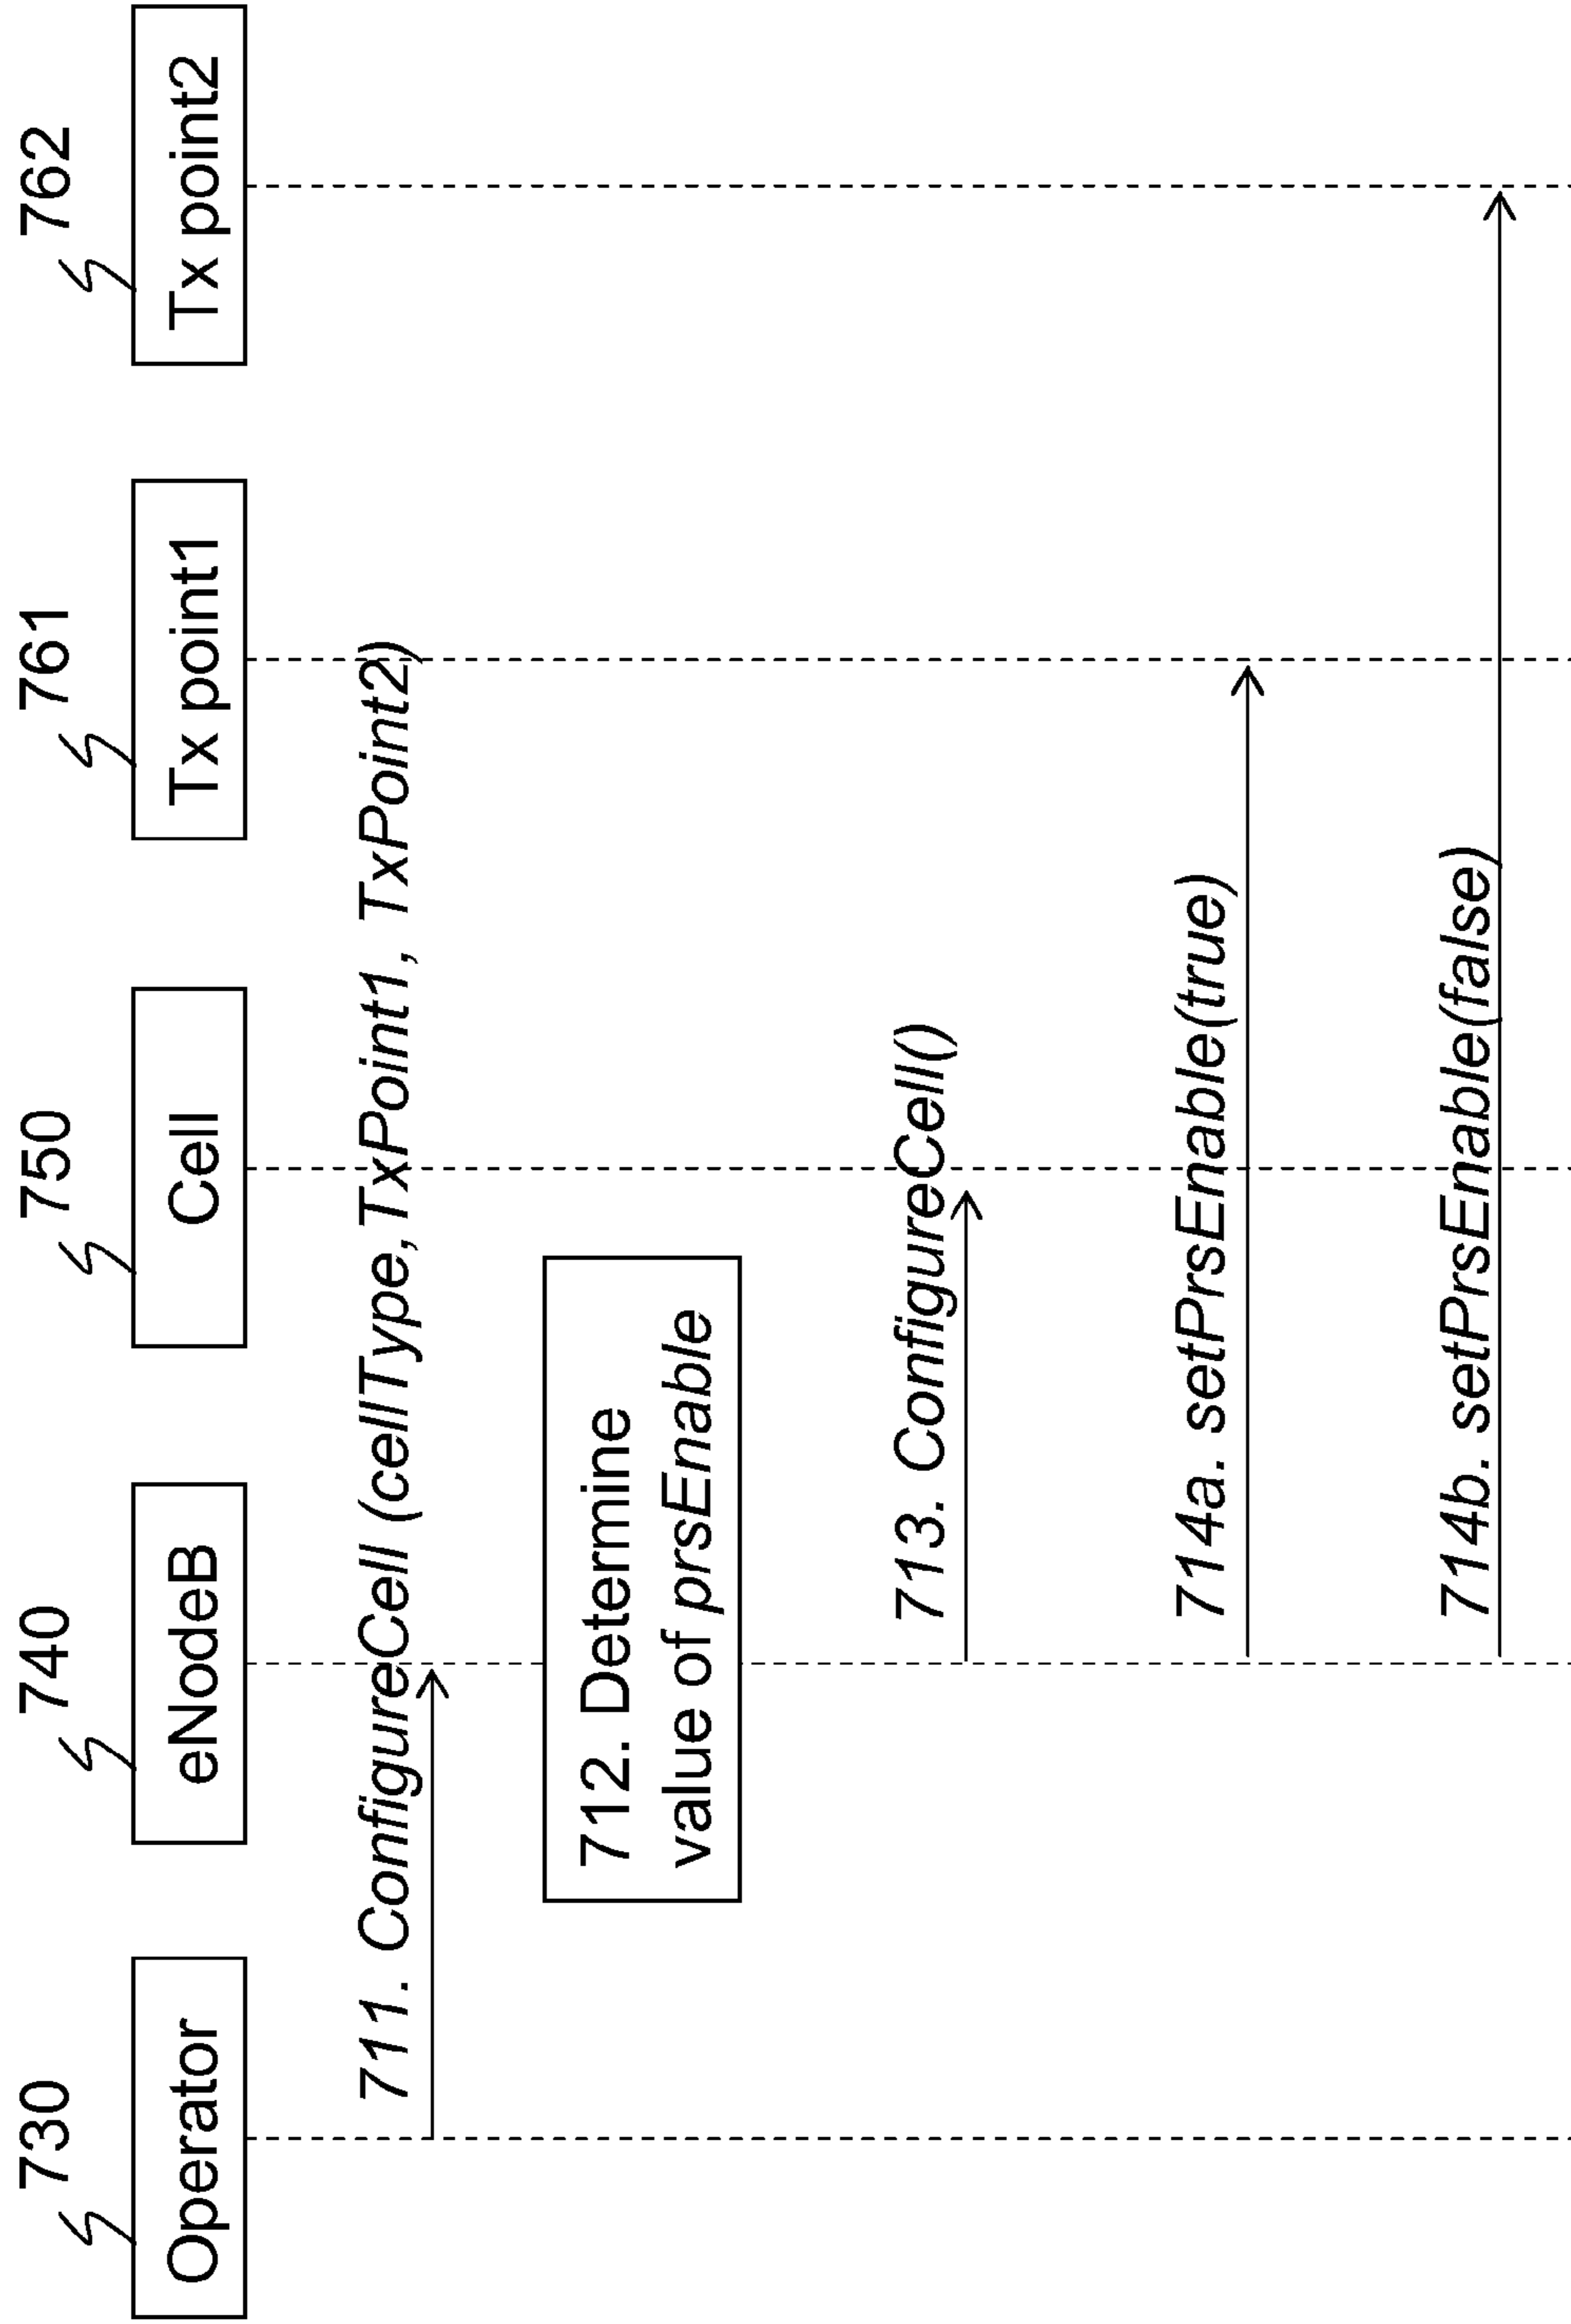 730 740 750 761 762
Operator eNodeB Cell Tx point1 Tx point2
711. ConfigureCell (cellType,TxPoint1, TxPoint2)
712. Determine
value of prsEnable
713. ConfigureCell()
714a. setPrsEnable(true)
714b. setPrsEnable(false)